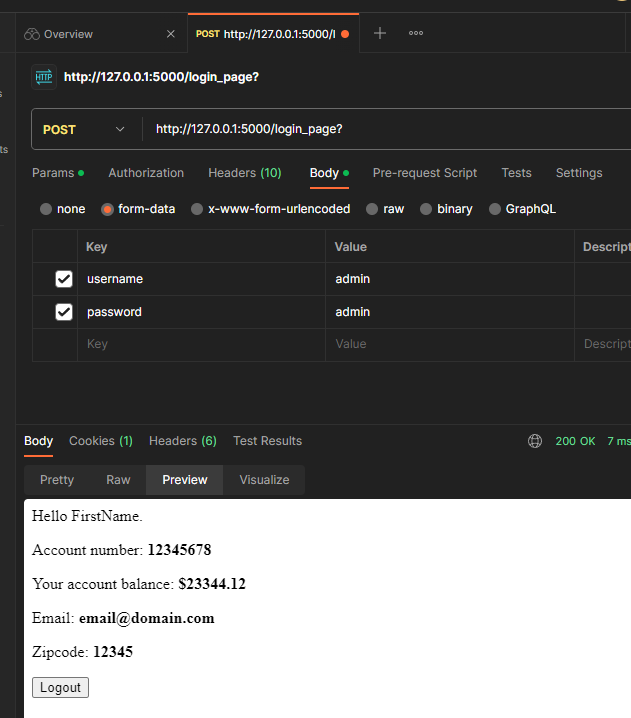 Overview
POST http://127.0.0.1:5000/l
HTTP http://127.0.0.1:5000/login_page?
s
POST http://127.0.0.1:5000/login_page?
ts
Params Authorization Headers (10) Body Pre-request Script Tests Settings
none form-data x-www-form-urlencoded raw binary GraphQL
Key Value Descript
username admin
password admin
Key Value Descript
Body Cookies (1) Headers (6) Test Results 200 OK 7 ms
Pretty Raw Preview Visualize
Hello FirstName.
Account number: 12345678
Your account balance: $23344.12
Email: email@domain.com
Zipcode: 12345
Logout